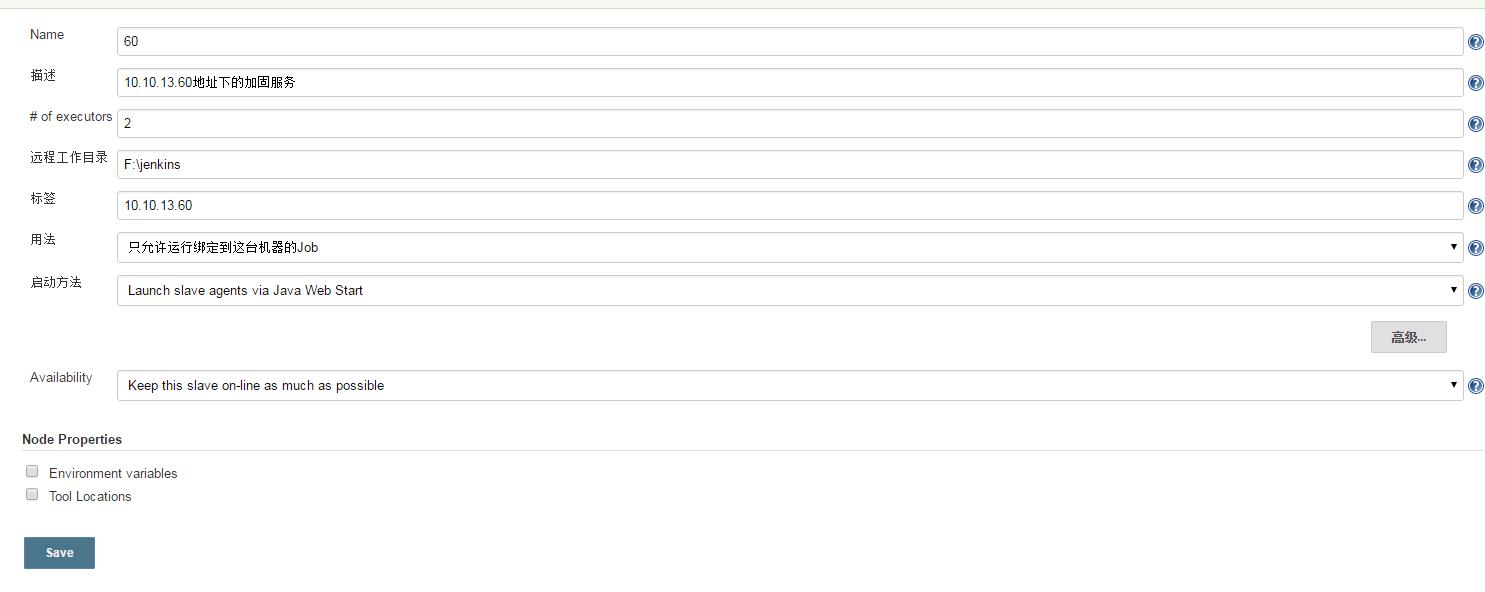 Name
60
描述
10.10.13.60地址下的加固服务
# of executors
2
远程工作目录
F:\jenkins
标签
10.10.13.60
用法
只允许运行绑定到这台机器的Job
启动方法
Launch slave agents via Java Web Start
高级...
Availability
Keep this slave on-line as much as possible
Node Properties
Environment variables
Tool Locations
Save